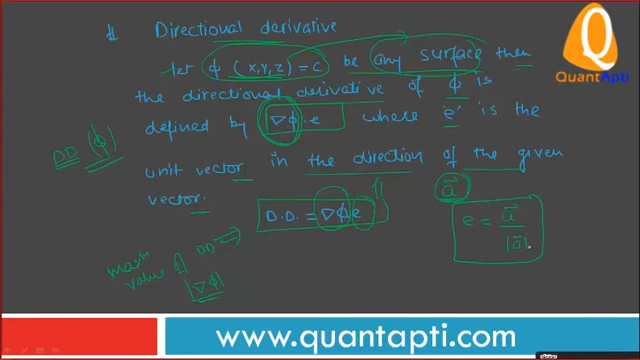 # Directional derivative
Let ϕ (x,y,z) = c be any surface then
the directional derivative of ϕ is
defined by ∇ϕ.e where 'e' is the
unit vector in the direction of the given
vector.
a⃗
D.D. = ∇ϕ e
e = a⃗ / |a⃗|
DD (ϕ)
maxm value of DD ⇒
|∇ϕ|
QuantApti
www.quantapti.com